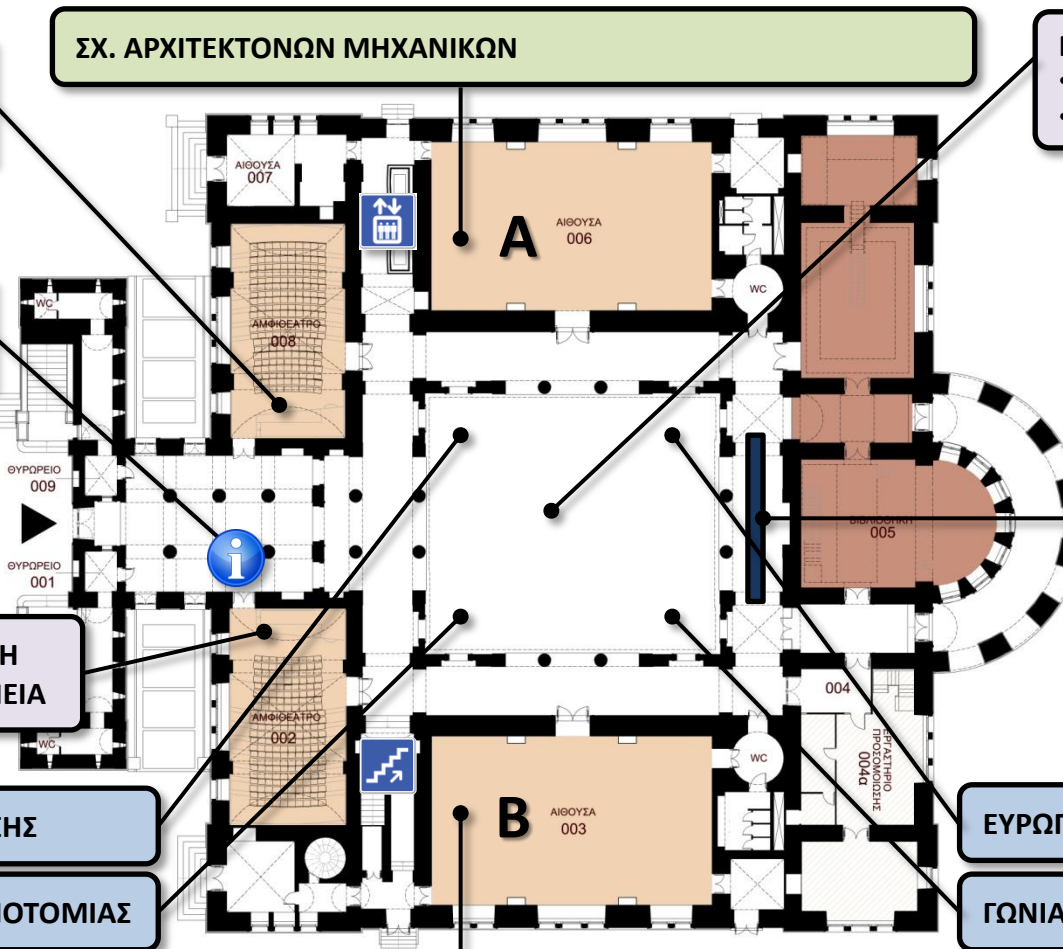 ΣΧ. ΑΡΧΙΤΕΚΤΟΝΩΝ ΜΗΧΑΝΙΚΩΝ
ΑΙΘΟΥΣΑ
007
Α
ΑΙΘΟΥΣΑ
006
WC
WC
ΑΜΦΙΘΕΑΤΡΟ
008
ΘΥΡΩΡΕΙΟ
009
i
ΒΙΒΛΙΟΘΗΚΗ
005
ΘΥΡΩΡΕΙΟ
001
Η
ΕΙΑ
004
ΑΜΦΙΘΕΑΤΡΟ
002
WC
WC
ΕΡΓΑΣΤΗΡΙΟ
ΠΡΟΣΟΜΟΙΩΣΗΣ
004α
Β
ΑΙΘΟΥΣΑ
003
ΣΗΣ
ΕΥΡΩΠ
ΟΤΟΜΙΑΣ
ΓΩΝΙΑ